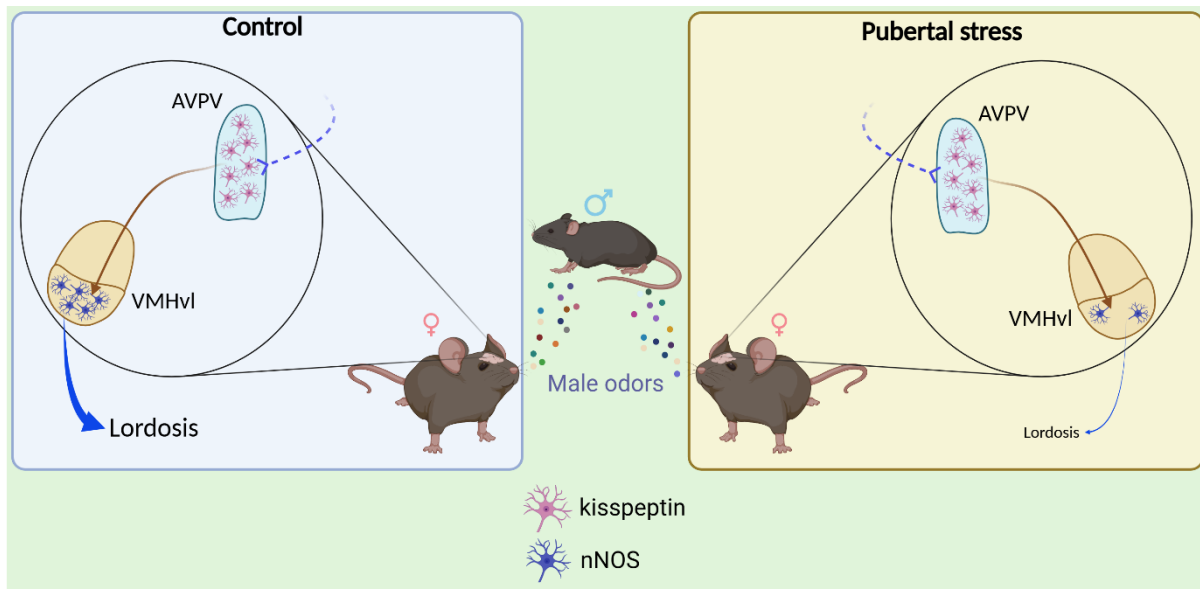 Control
AVPV
VMHvl
Lordosis
Male odors
Pubertal stress
AVPV
VMHvl
Lordosis
kisspeptin
nNOS